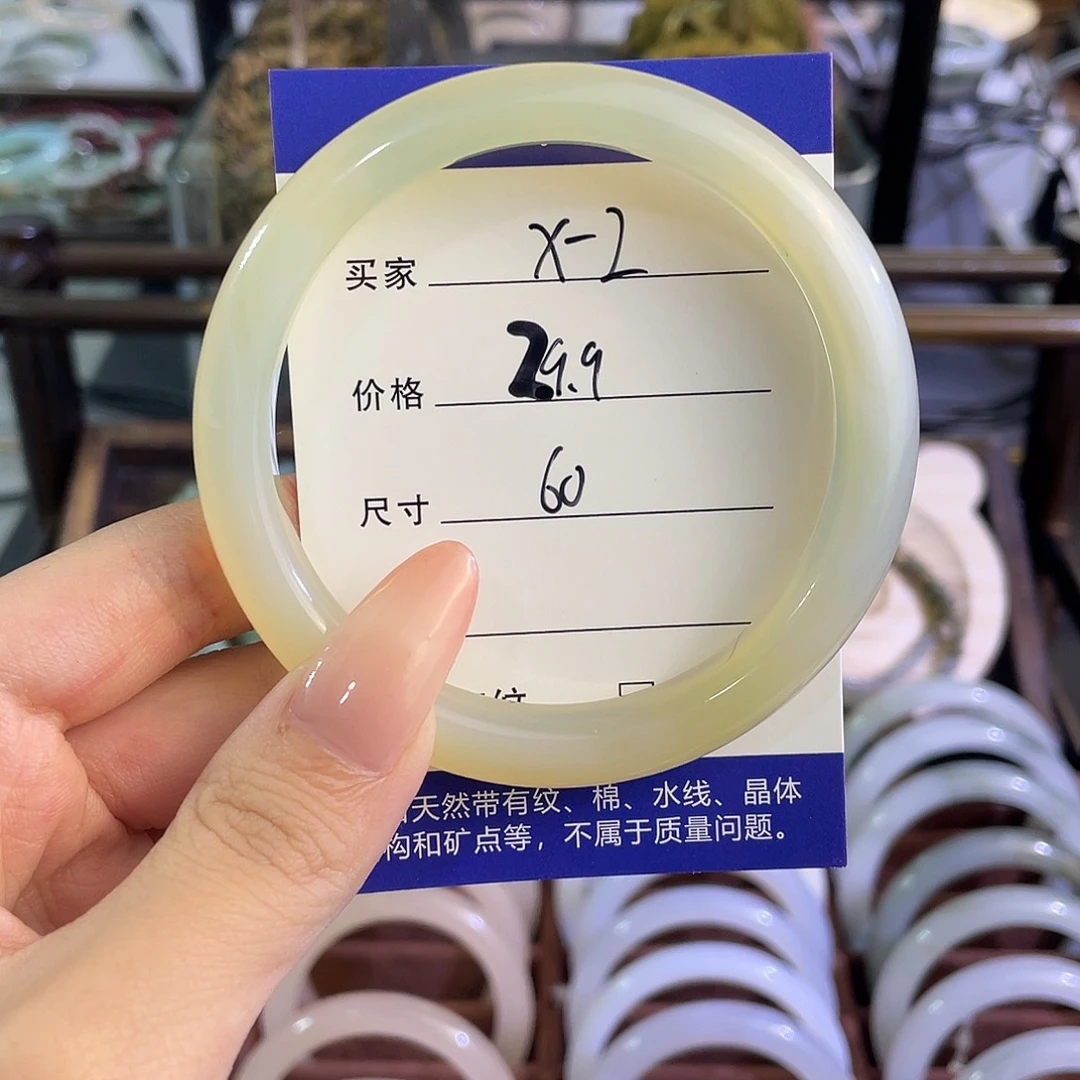 买家 X-2
价格 29.9
尺寸 60
纹
天然带有纹、棉、水线、晶体
构和矿点等，不属于质量问题。